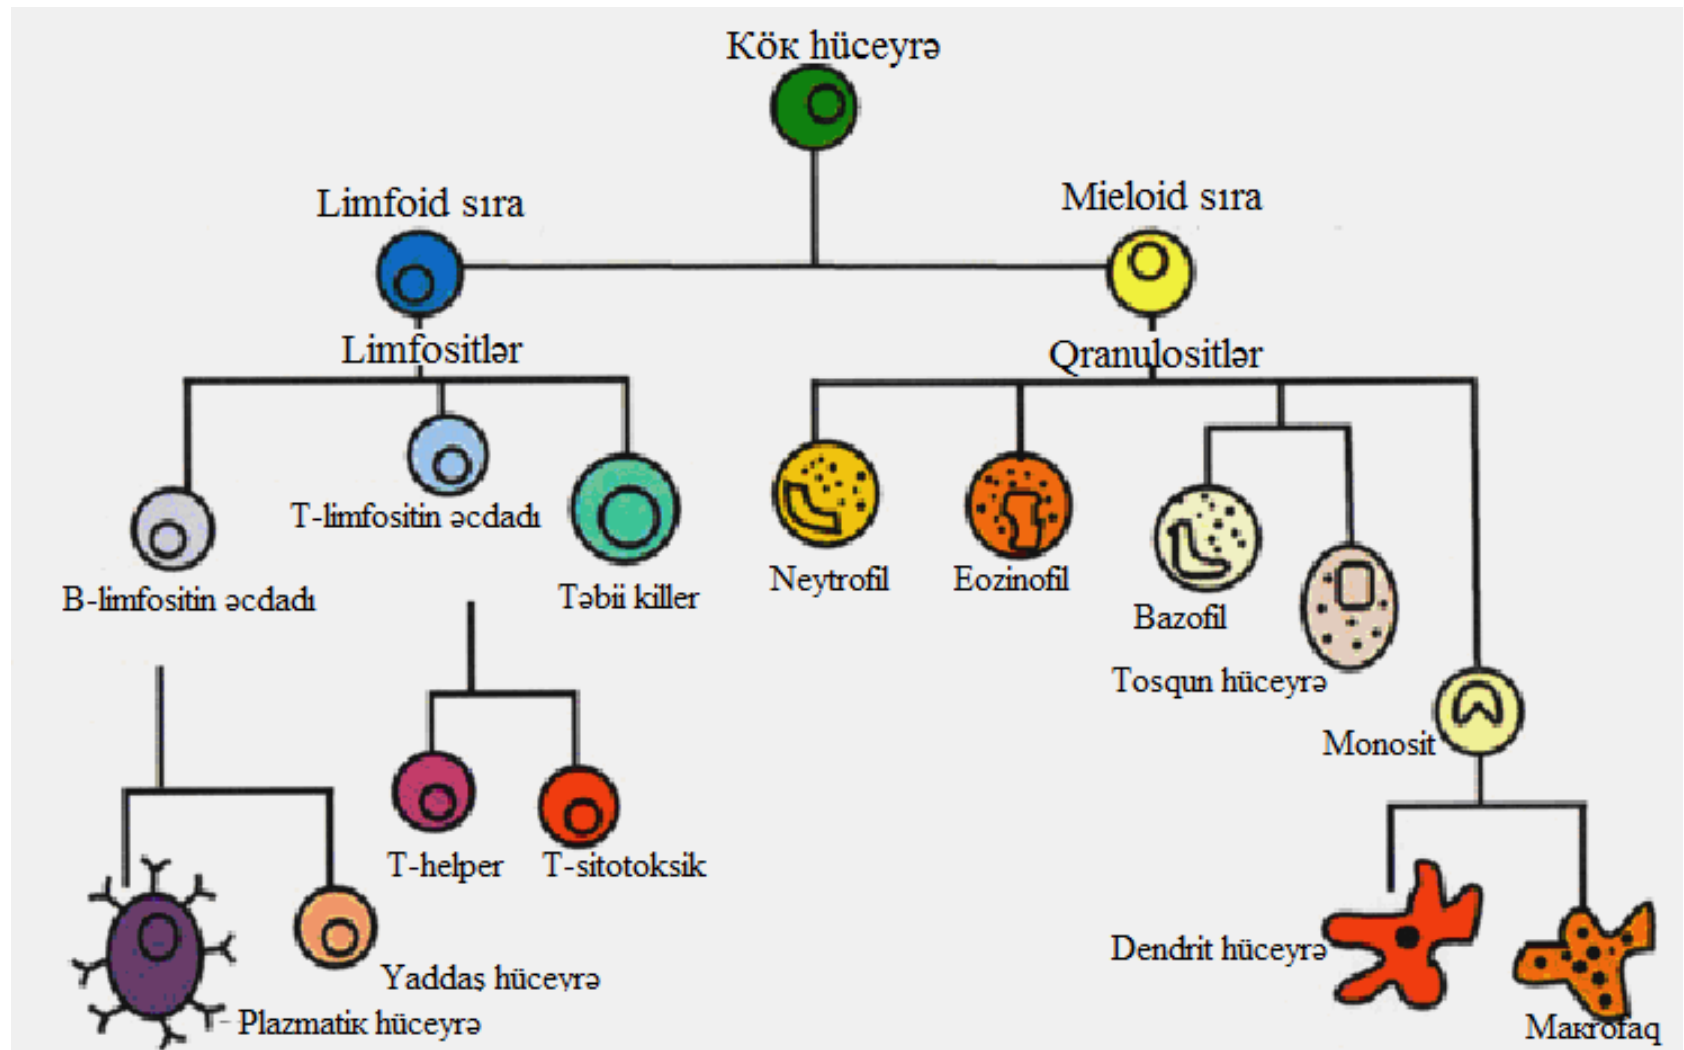 Kök hüceyrə
Limfoid sıra
Mieloid sıra
Limfositlər
Qranulositlər
T-limfositin əcdadı
B-limfositin əcdadı
Təbii killer
Neytrofil
Eozinofil
Bazofil
Tosqun hüceyrə
Monosit
T-helper
T-sitotoksik
Yaddaş hüceyrə
Plazmatik hüceyrə
Dendrit hüceyrə
Makrofaq